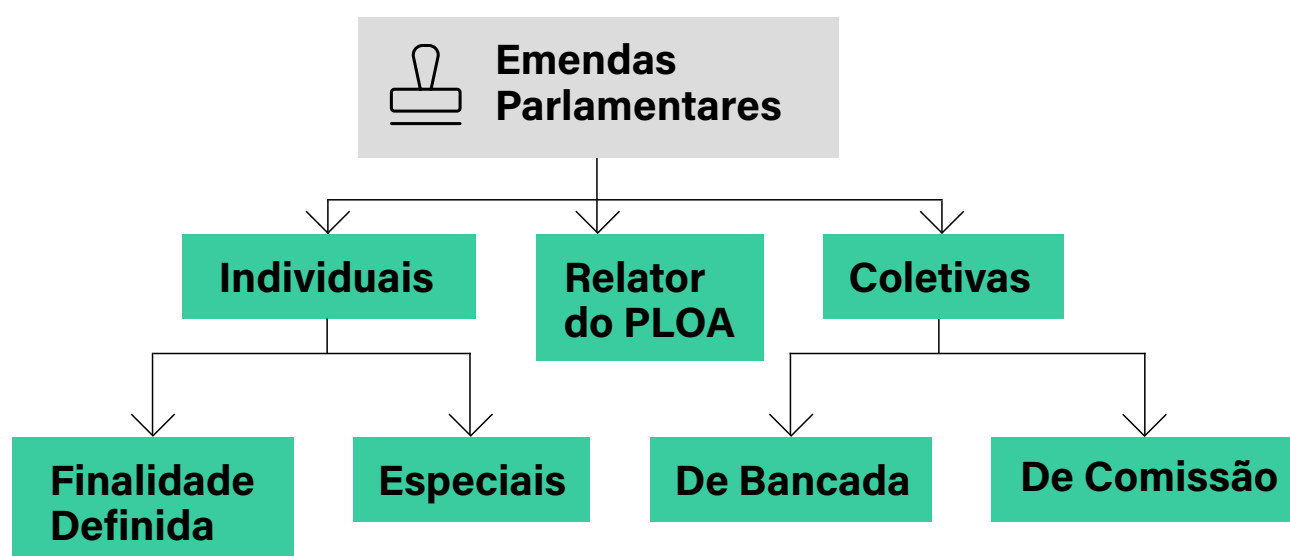 Emendas
Parlamentares
Individuais
Relator
do PLOA
Coletivas
Finalidade
Definida
Especiais
De Bancada
De Comissão